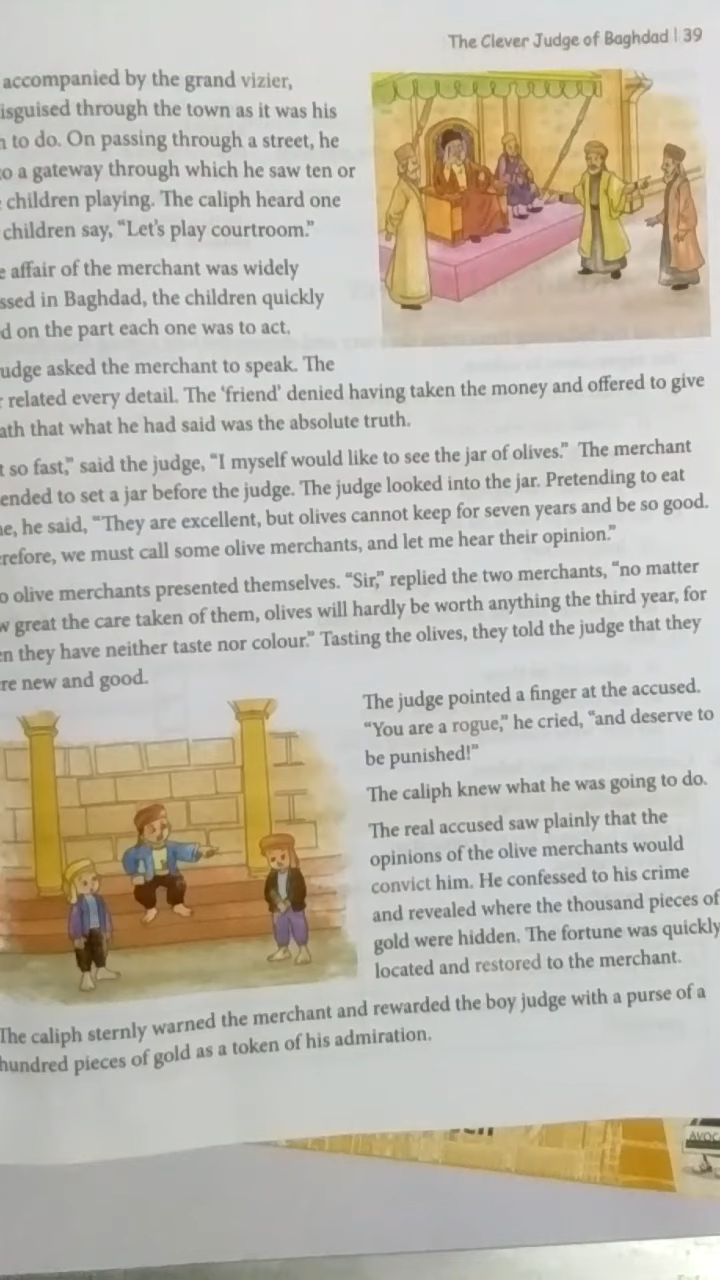 The Clever Judge of Baghdad | 39
accompanied by the grand vizier,
isguised through the town as it was his
to do. On passing through a street, he
a gateway through which he saw ten or
children playing. The caliph heard one
children say, “Let’s play courtroom.”
affair of the merchant was widely
ssed in Baghdad, the children quickly
d on the part each one was to act.
udge asked the merchant to speak. The
related every detail. The ‘friend’ denied having taken the money and offered to give
ath that what he had said was the absolute truth.
t so fast,” said the judge, “I myself would like to see the jar of olives.” The merchant
ended to set a jar before the judge. The judge looked into the jar. Pretending to eat
he said, “They are excellent, but olives cannot keep for seven years and be so good.
refore, we must call some olive merchants, and let me hear their opinion.”
o olive merchants presented themselves. “Sir,” replied the two merchants, “no matter
w great the care taken of them, olives will hardly be worth anything the third year, for
en they have neither taste nor colour.” Tasting the olives, they told the judge that they
re new and good.
The judge pointed a finger at the accused.
“You are a rogue,” he cried, “and deserve to
be punished!”
The caliph knew what he was going to do.
The real accused saw plainly that the
opinions of the olive merchants would
convict him. He confessed to his crime
and revealed where the thousand pieces of
gold were hidden. The fortune was quickly
located and restored to the merchant.
The caliph sternly warned the merchant and rewarded the boy judge with a purse of a
hundred pieces of gold as a token of his admiration.
AVOC